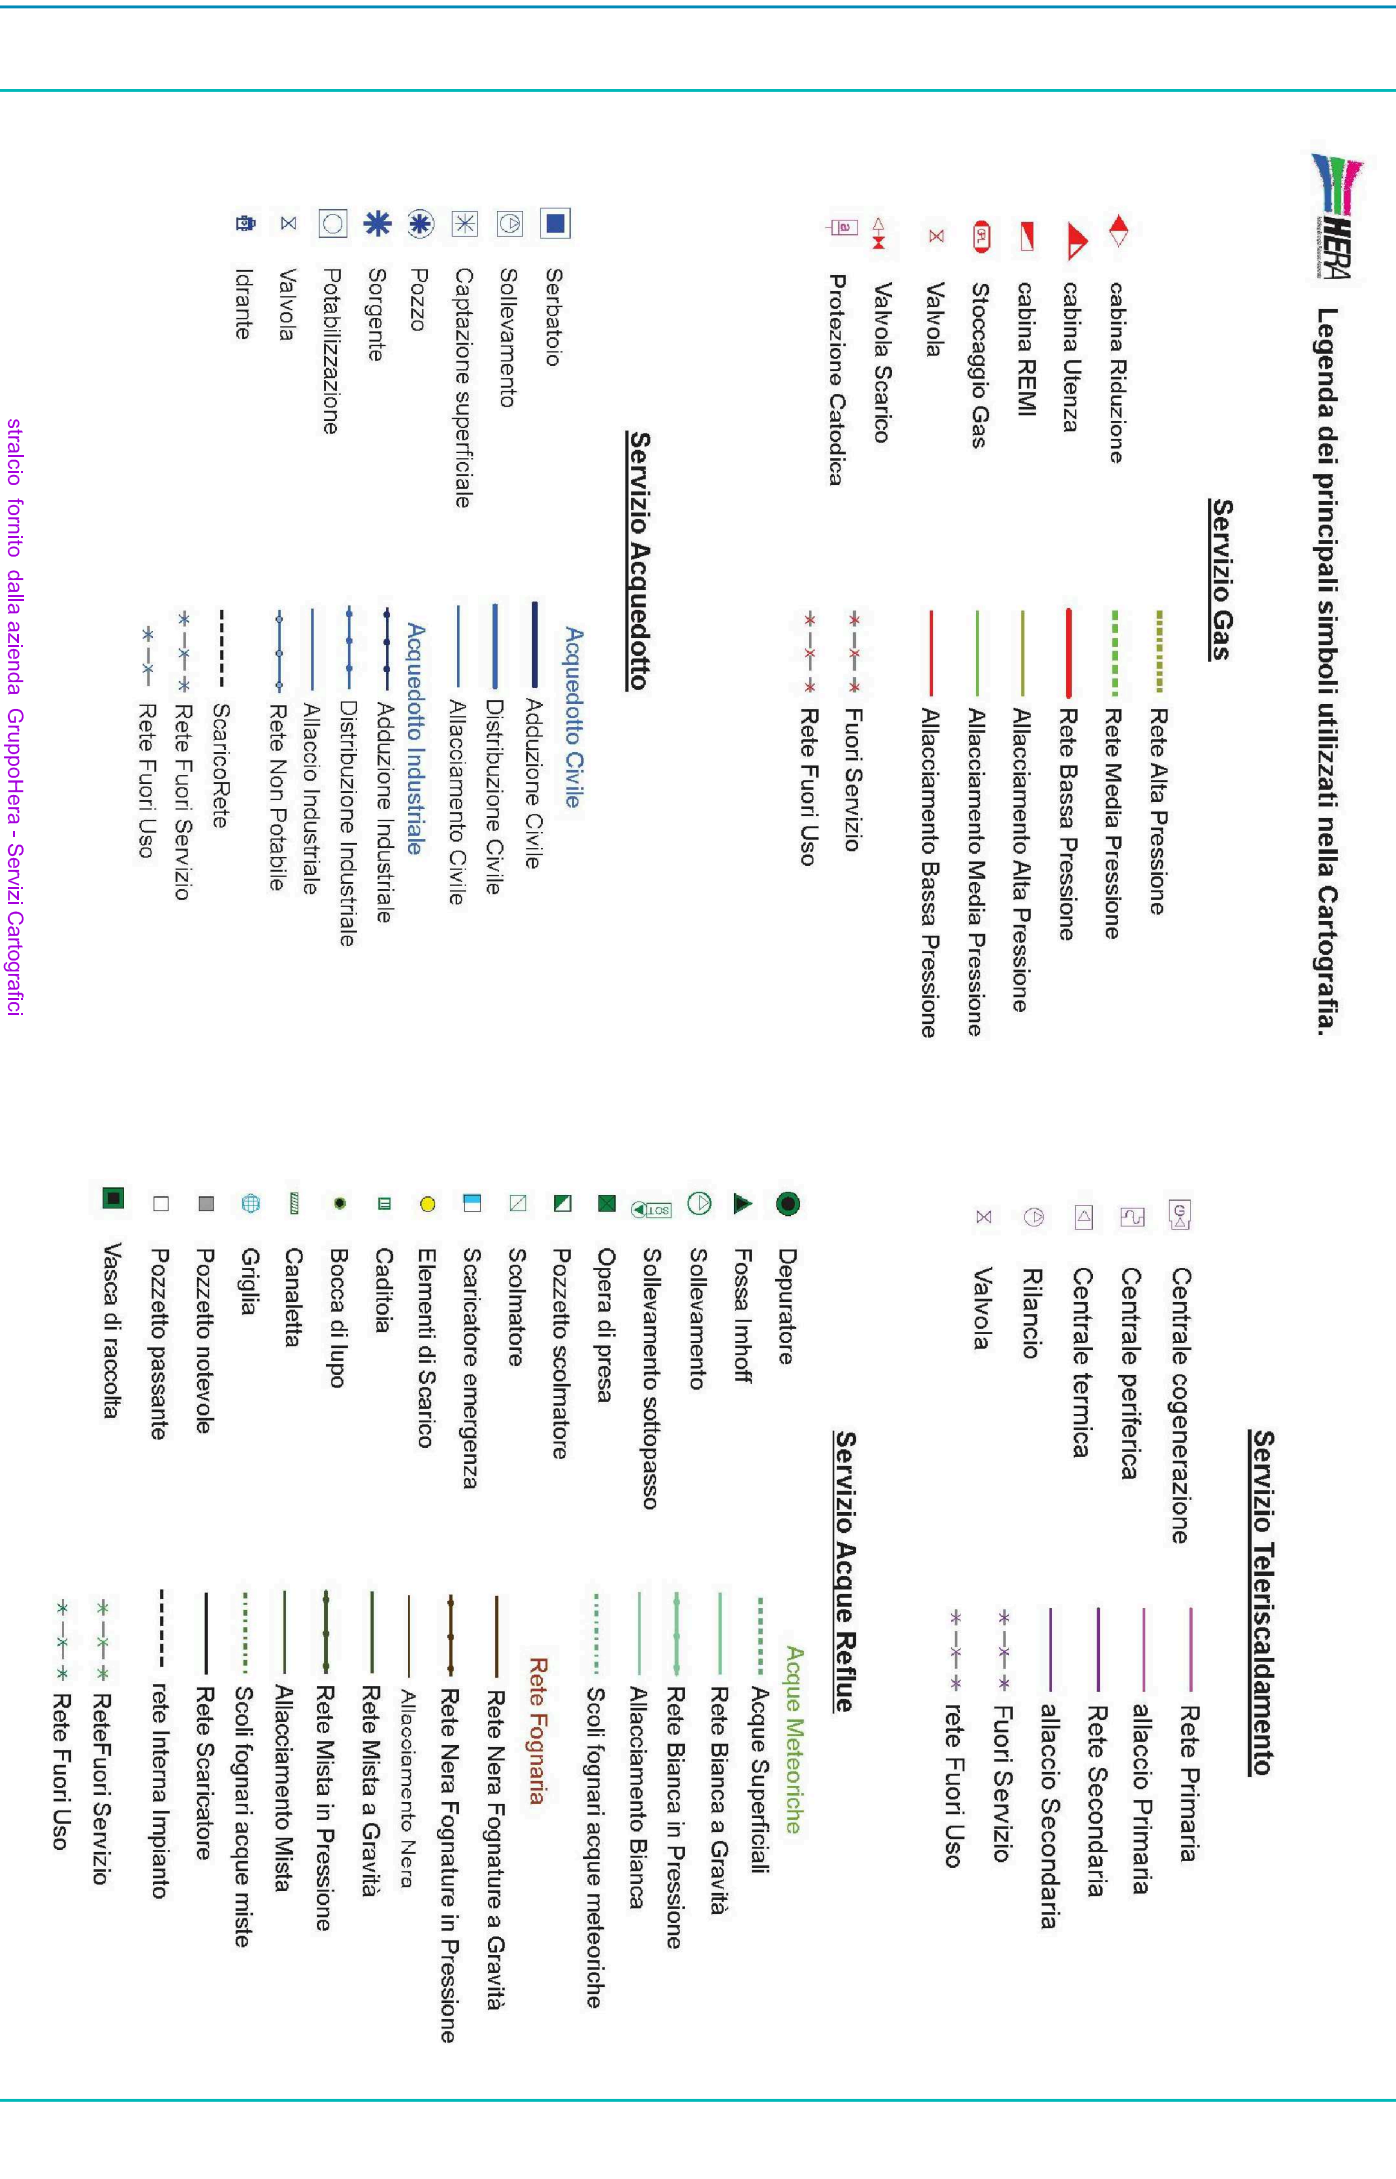 HERA
Legenda dei principali simboli utilizzati nella Cartografia.
Servizio Gas
cabina Riduzione
cabina Utenza
cabina REMI
GPL
Stoccaggio Gas
Valvola
Valvola Scarico
a
Protezione Catodica
Rete Alta Pressione
Rete Media Pressione
Rete Bassa Pressione
Allacciamento Alta Pressione
Allacciamento Media Pressione
Allacciamento Bassa Pressione
Fuori Servizio
Rete Fuori Uso
Servizio Acquedotto
Serbatoio
Sollevamento
Captazione superficiale
Pozzo
Sorgente
Potabilizzazione
Valvola
Idrante
Acquedotto Civile
Adduzione Civile
Distribuzione Civile
Allacciamento Civile
Acquedotto Industriale
Adduzione Industriale
Distribuzione Industriale
Allaccio Industriale
Rete Non Potabile
ScaricoRete
Rete Fuori Servizio
Rete Fuori Uso
Servizio Teleriscaldamento
Centrale cogenerazione
Centrale periferica
Centrale termica
Rilancio
Valvola
Rete Primaria
allaccio Primaria
Rete Secondaria
allaccio Secondaria
Fuori Servizio
rete Fuori Uso
Servizio Acque Reflue
Depuratore
Fossa Imhoff
Sollevamento
SOT
Sollevamento sottopasso
Opera di presa
Pozzetto scolmatore
Scolmatore
Scaricatore emergenza
Elementi di Scarico
Caditoia
Bocca di lupo
Canaletta
Griglia
Pozzetto notevole
Pozzetto passante
Vasca di raccolta
Acque Meteoriche
Acque Superficiali
Rete Bianca a Gravità
Rete Bianca in Pressione
Allacciamento Bianca
Scoli fognari acque meteoriche
Rete Fognaria
Rete Nera Fognature a Gravità
Rete Nera Fognature in Pressione
Allacciamento Nera
Rete Mista a Gravità
Rete Mista in Pressione
Allacciamento Mista
Scoli fognari acque miste
Rete Scaricatore
rete Interna Impianto
ReteFuori Servizio
Rete Fuori Uso
stralcio fornito dalla azienda GruppoHera - Servizi Cartografici